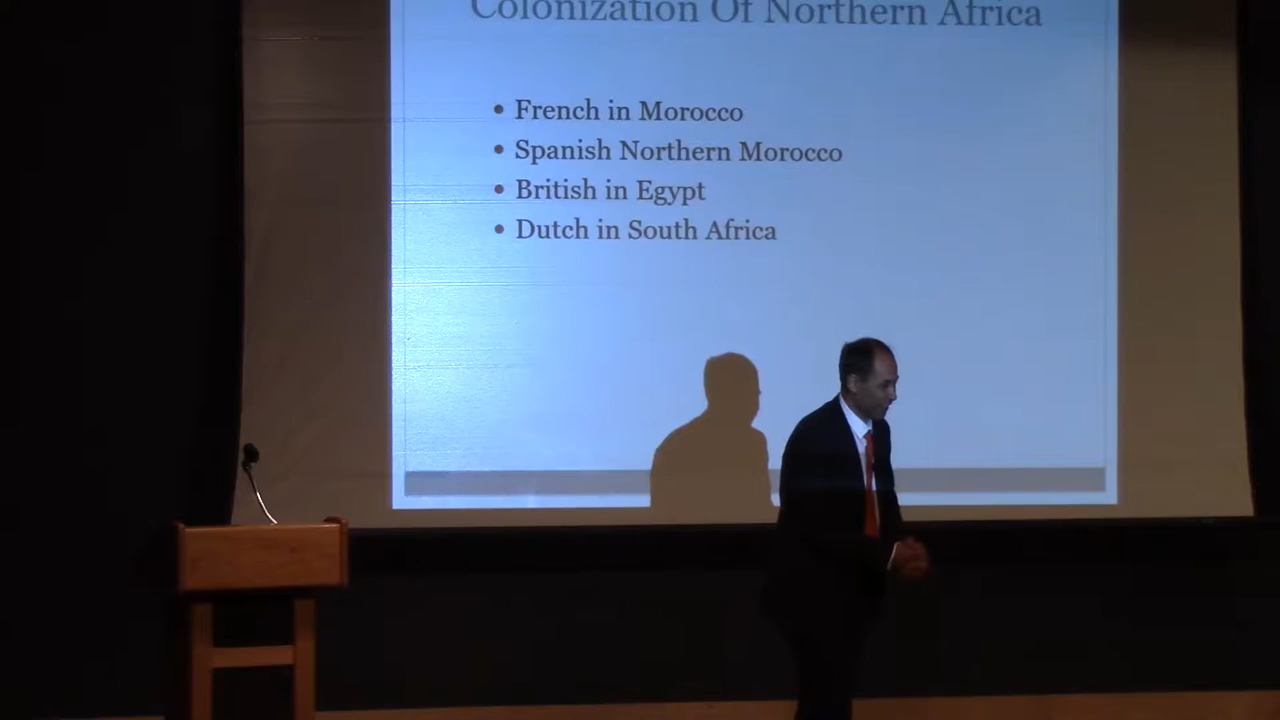 Colonization Of Northern Africa
• French in Morocco
• Spanish Northern Morocco
• British in Egypt
• Dutch in South Africa